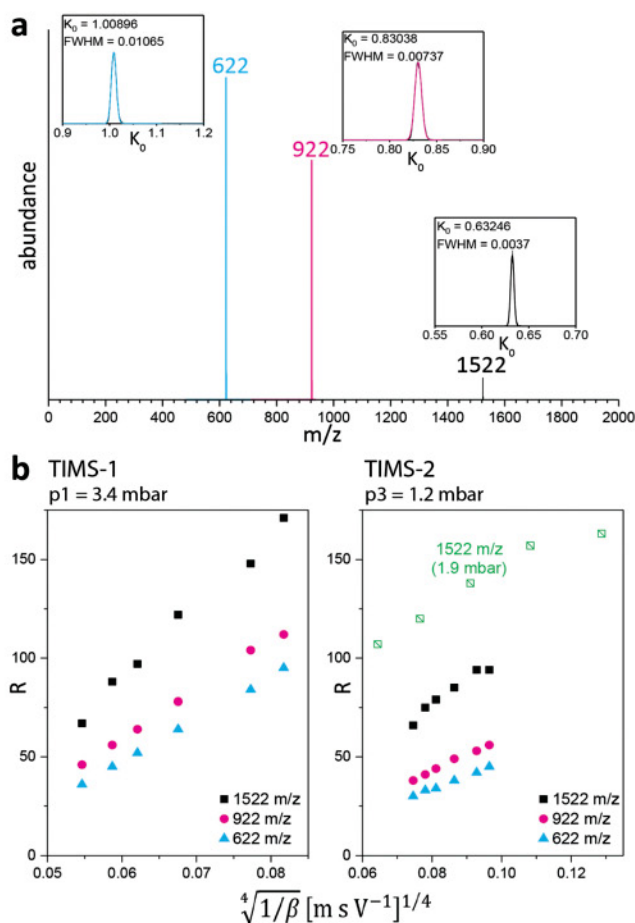 a
K₀ = 1.00896
FWHM = 0.01065
0.9 1.0 1.1 1.2
K₀
622
K₀ = 0.83038
FWHM = 0.00737
0.75 0.80 0.85 0.90
K₀
922
K₀ = 0.63246
FWHM = 0.0037
0.55 0.60 0.65 0.70
K₀
1522
abundance
0 200 400 600 800 1000 1200 1400 1600 1800 2000
m/z
b
TIMS-1
p1 = 3.4 mbar
150
100
50
0
R
1522 m/z
922 m/z
622 m/z
0.05 0.06 0.07 0.08
TIMS-2
p3 = 1.2 mbar
1522 m/z
(1.9 mbar)
150
100
50
0
R
1522 m/z
922 m/z
622 m/z
0.06 0.08 0.10 0.12
∜1/β [m s V⁻¹]¹/⁴